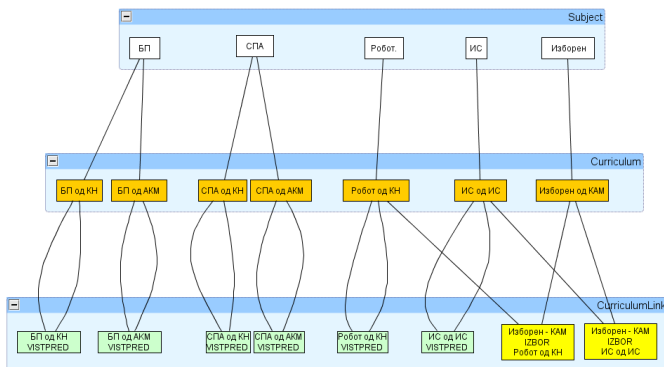 Subject
БП
СПА
Робот.
ИС
Изборен
Curriculum
БП од КН
БП од АКМ
СПА од КН
СПА од АКМ
Робот од КН
ИС од ИС
Изборен од КАМ
CurriculumLink
БП од КН
VISTPRED
БП од АКМ
VISTPRED
СПА од КН
VISTPRED
СПА од АКМ
VISTPRED
Робот од КН
VISTPRED
ИС од ИС
VISTPRED
Изборен - КАМ
IZBOR
Робот од КН
Изборен - КАМ
IZBOR
ИС од ИС